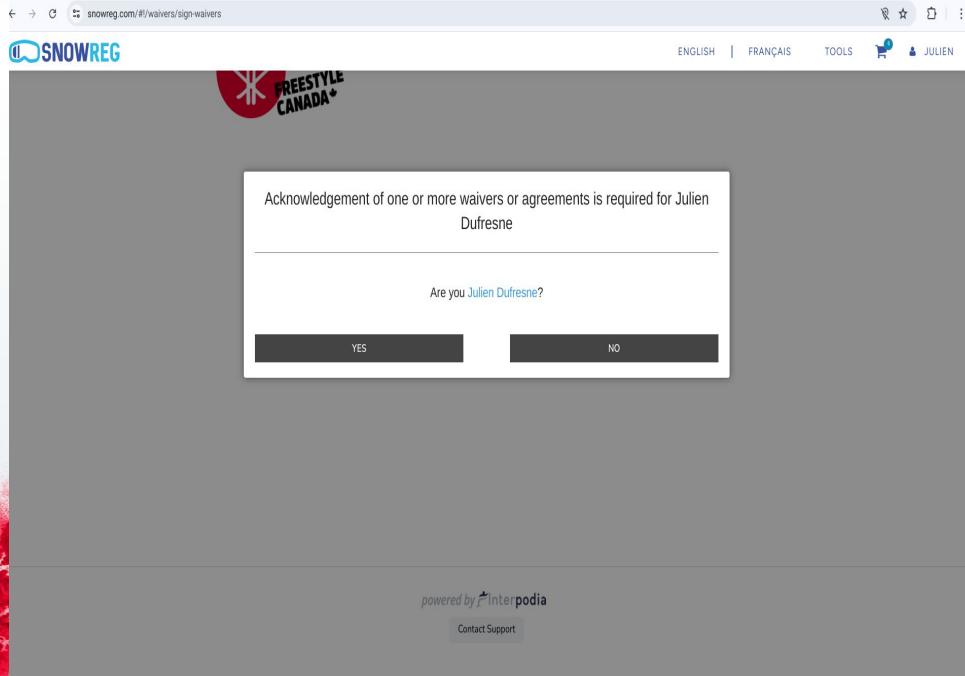 snowreg.com/#!/waivers/sign-waivers
SNOWREG
ENGLISH | FRANÇAIS TOOLS JULIEN
FREESTYLE
CANADA
Acknowledgement of one or more waivers or agreements is required for Julien
Dufresne
Are you Julien Dufresne?
YES NO
powered by Interpodia
Contact Support